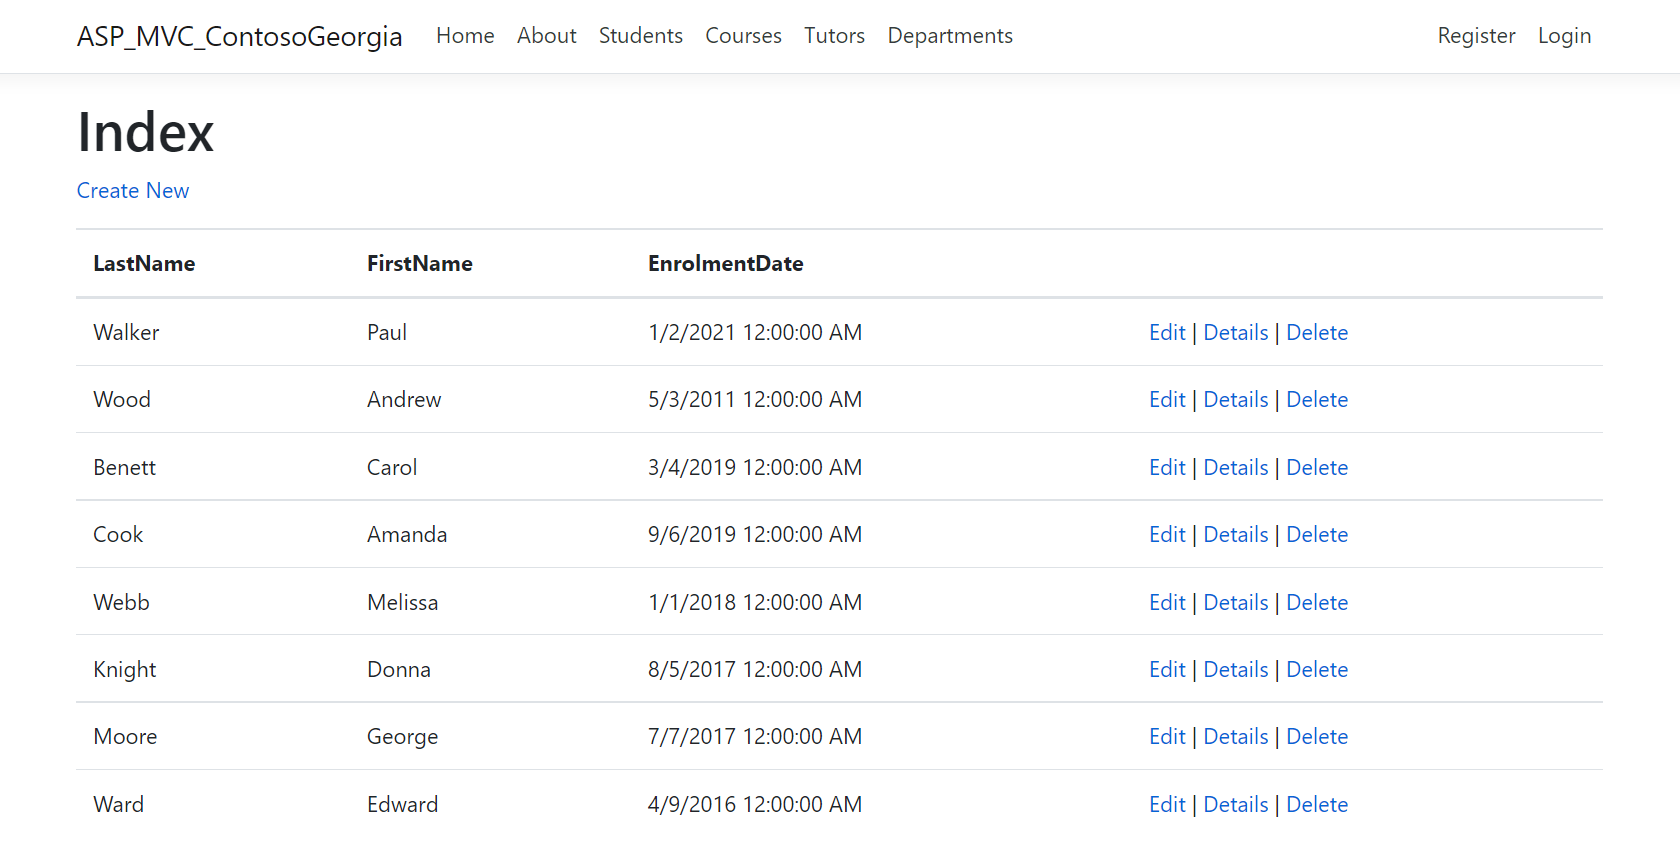 ASP_MVC_ContosoGeorgia Home About Students Courses Tutors Departments Register Login
Index
Create New
LastName FirstName EnrolmentDate
Walker Paul 1/2/2021 12:00:00 AM Edit | Details | Delete
Wood Andrew 5/3/2011 12:00:00 AM Edit | Details | Delete
Benett Carol 3/4/2019 12:00:00 AM Edit | Details | Delete
Cook Amanda 9/6/2019 12:00:00 AM Edit | Details | Delete
Webb Melissa 1/1/2018 12:00:00 AM Edit | Details | Delete
Knight Donna 8/5/2017 12:00:00 AM Edit | Details | Delete
Moore George 7/7/2017 12:00:00 AM Edit | Details | Delete
Ward Edward 4/9/2016 12:00:00 AM Edit | Details | Delete